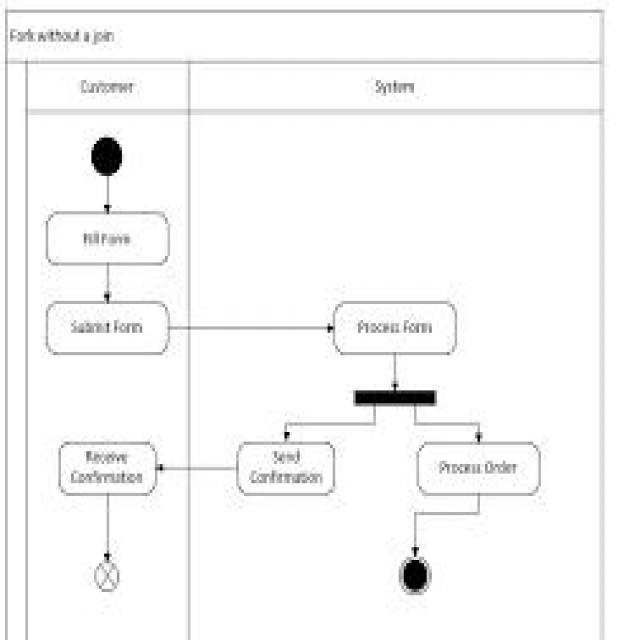 Fork without a join
Customer
System
Fill Form
Submit Form
Process Form
Receive
Confirmation
Send
Confirmation
Process Order